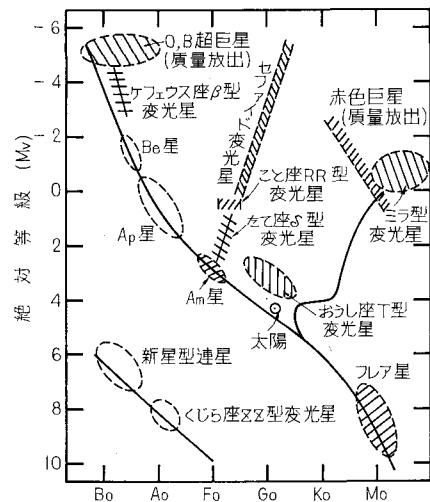 絶対等級 (Mv)
-6
-4
-2
0
2
4
6
8
10
O,B超巨星
(質量放出)
ケフェウス座β型
変光星
Be星
Ap星
セファイド変光星
こと座RR型
変光星
たて座δ型
変光星
Am星
赤色巨星
(質量放出)
ミラ型
変光星
おうし座T型
変光星
太陽
新星型連星
くじら座ZZ型変光星
フレア星
Bo Ao Fo Go Ko Mo